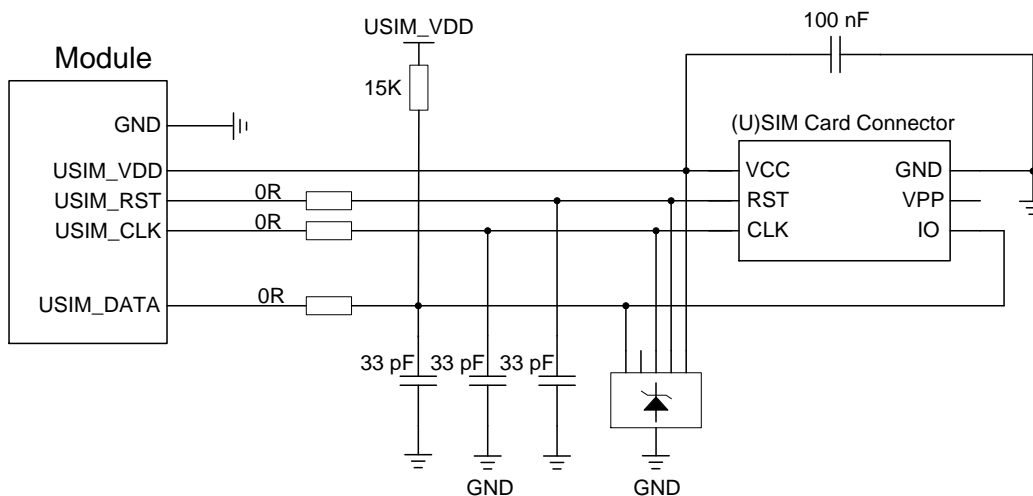 100 nF
USIM_VDD
Module
15K
(U)SIM Card Connector
GND
USIM_VDD
USIM_RST
USIM_CLK
USIM_DATA
0R
0R
0R
VCC
RST
CLK
GND
VPP
IO
33 pF
33 pF
33 pF
GND
GND